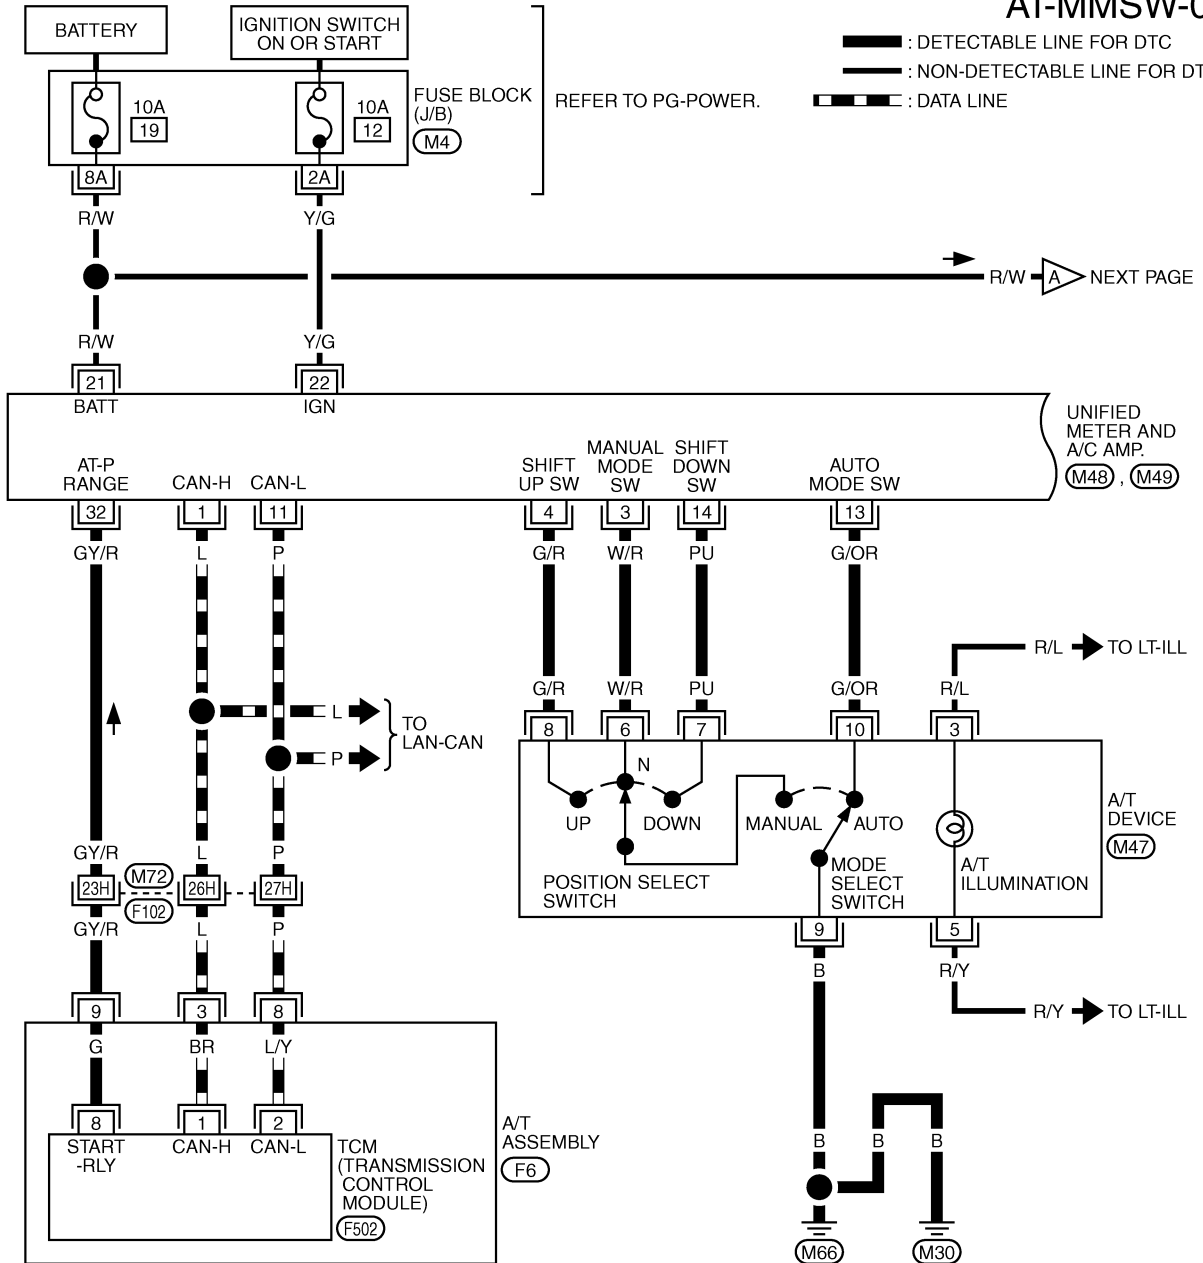 AT-MMSW-0
BATTERY
IGNITION SWITCH
ON OR START
: DETECTABLE LINE FOR DTC
: NON-DETECTABLE LINE FOR DT
: DATA LINE
10A
19
10A
12
FUSE BLOCK
(J/B)
M4
REFER TO PG-POWER.
8A
2A
R/W
Y/G
R/W
A
NEXT PAGE
R/W
Y/G
21
22
BATT
IGN
UNIFIED
METER AND
A/C AMP.
M48 , M49
AT-P
RANGE
CAN-H
CAN-L
SHIFT
UP SW
MANUAL
MODE
SW
SHIFT
DOWN
SW
AUTO
MODE SW
32
1
11
4
3
14
13
GY/R
L
P
G/R
W/R
PU
G/OR
R/L
TO LT-ILL
G/R
W/R
PU
G/OR
R/L
L
P
TO
LAN-CAN
8
6
7
10
3
N
UP
DOWN
MANUAL
AUTO
A/T
DEVICE
M47
POSITION SELECT
SWITCH
MODE
SELECT
SWITCH
A/T
ILLUMINATION
GY/R
L
P
23H
M72
F102
26H
27H
GY/R
L
P
9
5
B
R/Y
R/Y
TO LT-ILL
9
3
8
G
BR
L/Y
8
1
2
START
-RLY
CAN-H
CAN-L
TCM
(TRANSMISSION
CONTROL
MODULE)
F502
A/T
ASSEMBLY
F6
B
B
B
M66
M30